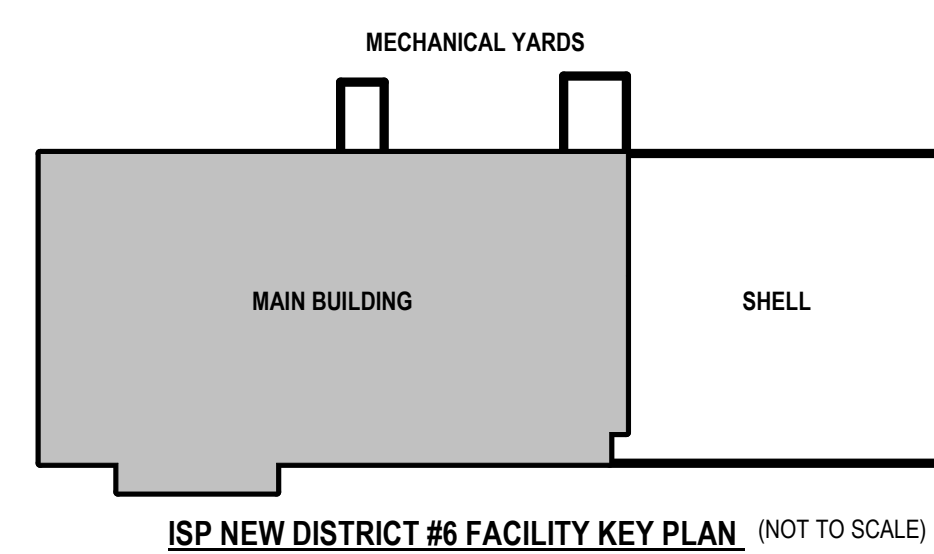 MECHANICAL YARDS
MAIN BUILDING
SHELL
ISP NEW DISTRICT #6 FACILITY KEY PLAN (NOT TO SCALE)